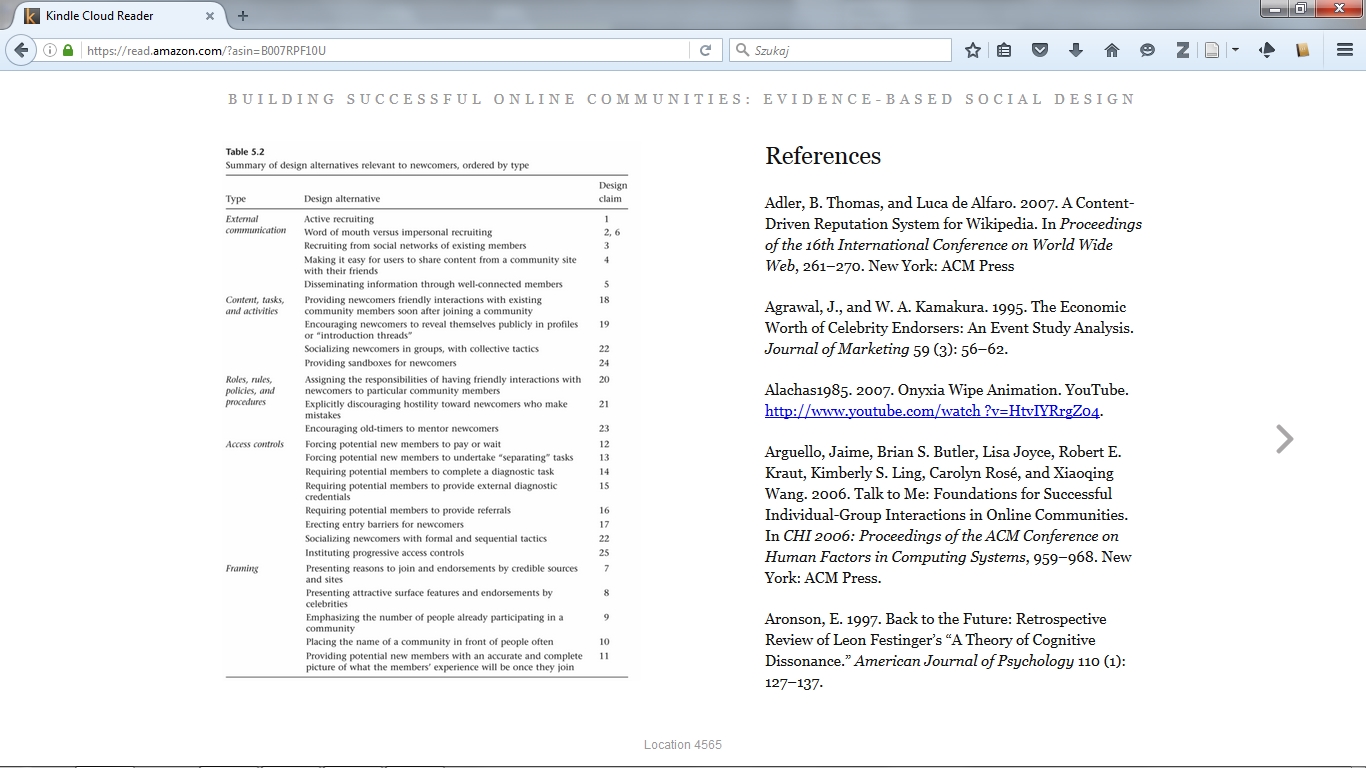 Kindle Cloud Reader
https://read.amazon.com/?asin=B007RPF10U
Szukaj
BUILDING SUCCESSFUL ONLINE COMMUNITIES: EVIDENCE-BASED SOCIAL DESIGN
Table 5.2
Summary of design alternatives relevant to newcomers, ordered by type
Type Design alternative Design claim
External communication
Active recruiting 1
Word of mouth versus impersonal recruiting 2, 6
Recruiting from social networks of existing members 3
Making it easy for users to share content from a community site
with their friends 4
Disseminating information through well-connected members 5
Content, tasks, and activities
Providing newcomers friendly interactions with existing
community members soon after joining a community 18
Encouraging newcomers to reveal themselves publicly in profiles
or “introduction threads” 19
Socializing newcomers in groups, with collective tactics 22
Providing sandboxes for newcomers 24
Roles, rules, policies, and procedures
Assigning the responsibilities of having friendly interactions with
newcomers to particular community members 20
Explicitly discouraging hostility toward newcomers who make
mistakes 21
Encouraging old-timers to mentor newcomers 23
Access controls
Forcing potential new members to pay or wait 12
Forcing potential new members to undertake “separating” tasks 13
Requiring potential members to complete a diagnostic task 14
Requiring potential members to provide external diagnostic
credentials 15
Requiring potential members to provide referrals 16
Erecting entry barriers for newcomers 17
Socializing newcomers with formal and sequential tactics 22
Instituting progressive access controls 25
Framing
Presenting reasons to join and endorsements by credible sources
and sites 7
Presenting attractive surface features and endorsements by
celebrities 8
Emphasizing the number of people already participating in a
community 9
Placing the name of a community in front of people often 10
Providing potential new members with an accurate and complete
picture of what the members’ experience will be once they join 11
References
Adler, B. Thomas, and Luca de Alfaro. 2007. A Content-
Driven Reputation System for Wikipedia. In Proceedings
of the 16th International Conference on World Wide
Web, 261–270. New York: ACM Press
Agrawal, J., and W. A. Kamakura. 1995. The Economic
Worth of Celebrity Endorsers: An Event Study Analysis.
Journal of Marketing 59 (3): 56–62.
Alachas1985. 2007. Onyxia Wipe Animation. YouTube.
http://www.youtube.com/watch ?v=HtvIYRrgZ04.
Arguello, Jaime, Brian S. Butler, Lisa Joyce, Robert E.
Kraut, Kimberly S. Ling, Carolyn Rosé, and Xiaoqing
Wang. 2006. Talk to Me: Foundations for Successful
Individual-Group Interactions in Online Communities.
In CHI 2006: Proceedings of the ACM Conference on
Human Factors in Computing Systems, 959–968. New
York: ACM Press.
Aronson, E. 1997. Back to the Future: Retrospective
Review of Leon Festinger’s “A Theory of Cognitive
Dissonance.” American Journal of Psychology 110 (1):
127–137.
Location 4565